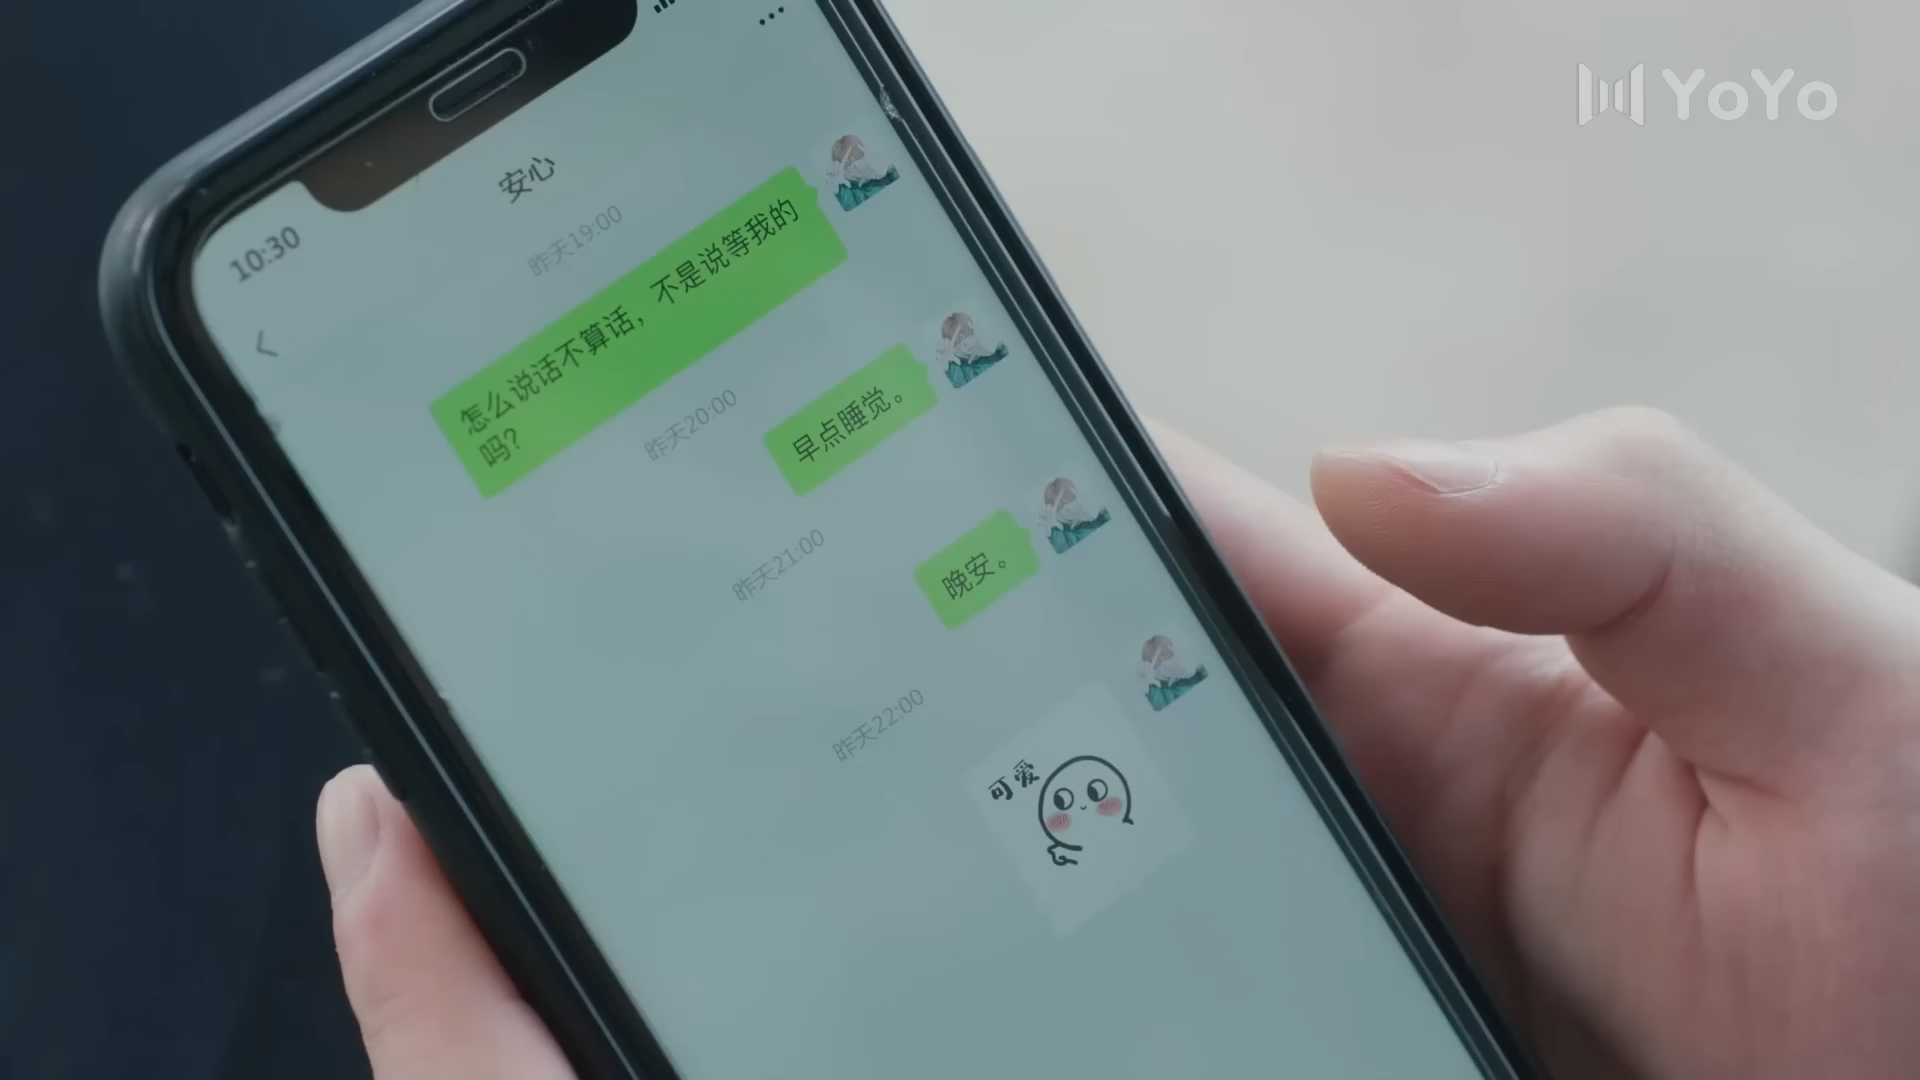 YoYo
10:30
安心
昨天19:00
怎么说话不算话，不是说等我的
吗？
昨天20:00
早点睡觉。
昨天21:00
晚安。
昨天22:00
可爱